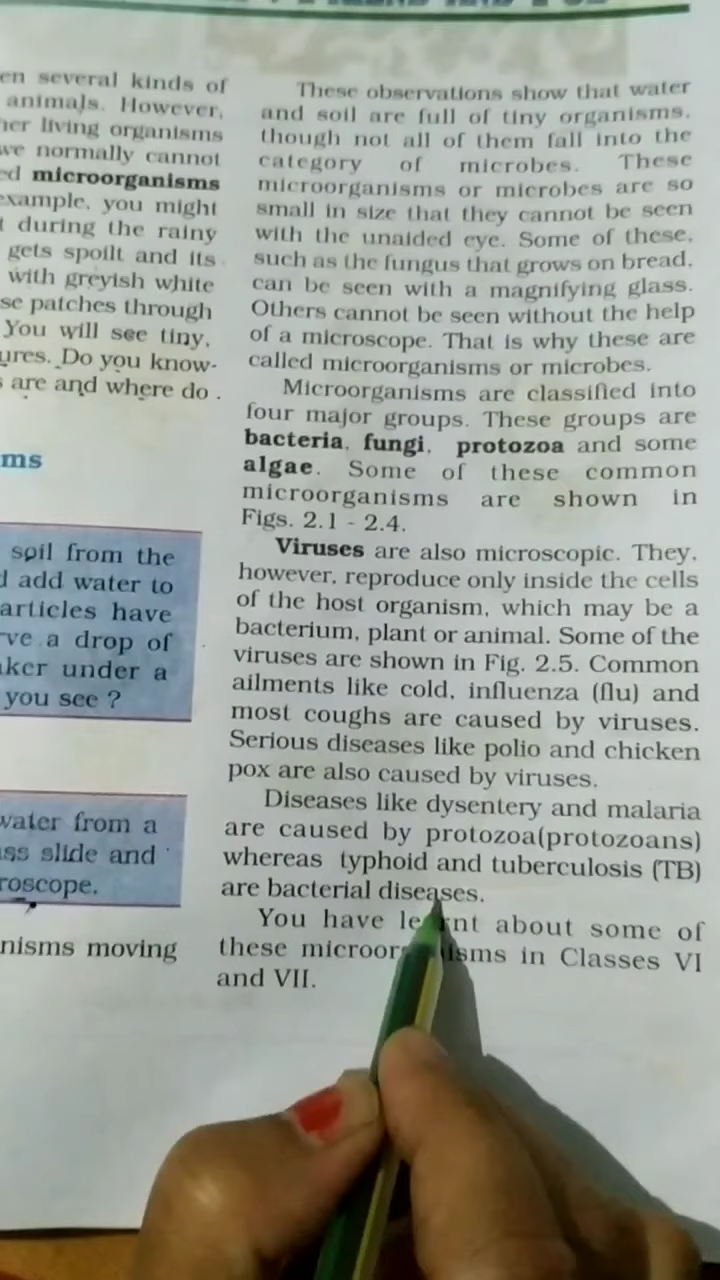 en several kinds of
animals. However,
her living organisms
we normally cannot
ed microorganisms
example, you might
t during the rainy
gets spoilt and its
with greyish white
se patches through
You will see tiny,
ures. Do you know-
s are and where do
ms
soil from the
d add water to
articles have
rve a drop of
aker under a
you see ?
water from a
ass slide and
roscope.
nisms moving
These observations show that water
and soil are full of tiny organisms,
though not all of them fall into the
category of microbes. These
microorganisms or microbes are so
small in size that they cannot be seen
with the unaided eye. Some of these,
such as the fungus that grows on bread,
can be seen with a magnifying glass.
Others cannot be seen without the help
of a microscope. That is why these are
called microorganisms or microbes.
Microorganisms are classified into
four major groups. These groups are
bacteria, fungi, protozoa and some
algae. Some of these common
microorganisms are shown in
Figs. 2.1 - 2.4.
Viruses are also microscopic. They,
however, reproduce only inside the cells
of the host organism, which may be a
bacterium, plant or animal. Some of the
viruses are shown in Fig. 2.5. Common
ailments like cold, influenza (flu) and
most coughs are caused by viruses.
Serious diseases like polio and chicken
pox are also caused by viruses.
Diseases like dysentery and malaria
are caused by protozoa(protozoans)
whereas typhoid and tuberculosis (TB)
are bacterial diseases.
You have learnt about some of
these microorganisms in Classes VI
and VII.